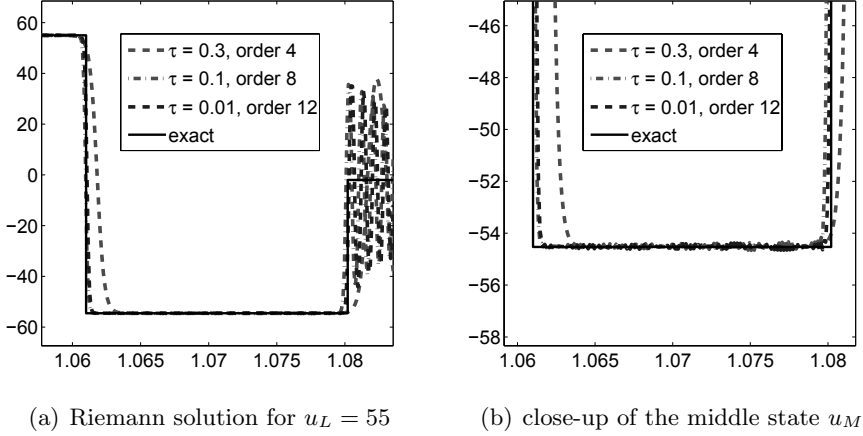 60
40
20
0
−20
−40
−60
1.06 1.065 1.07 1.075 1.08
τ = 0.3, order 4
τ = 0.1, order 8
τ = 0.01, order 12
exact
(a) Riemann solution for u_L = 55
−46
−48
−50
−52
−54
−56
−58
1.06 1.065 1.07 1.075 1.08
τ = 0.3, order 4
τ = 0.1, order 8
τ = 0.01, order 12
exact
(b) close-up of the middle state u_M